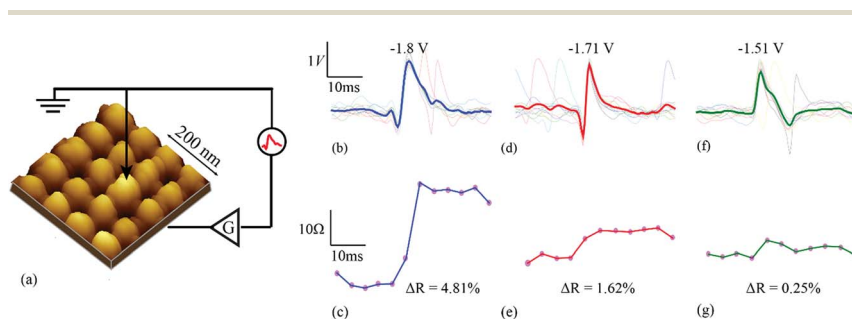 -1.8 V
-1.71 V
-1.51 V
1V
10ms
200 nm
(b)
(d)
(f)
G
10Ω
10ms
(a)
ΔR = 4.81%
ΔR = 1.62%
ΔR = 0.25%
(c)
(e)
(g)